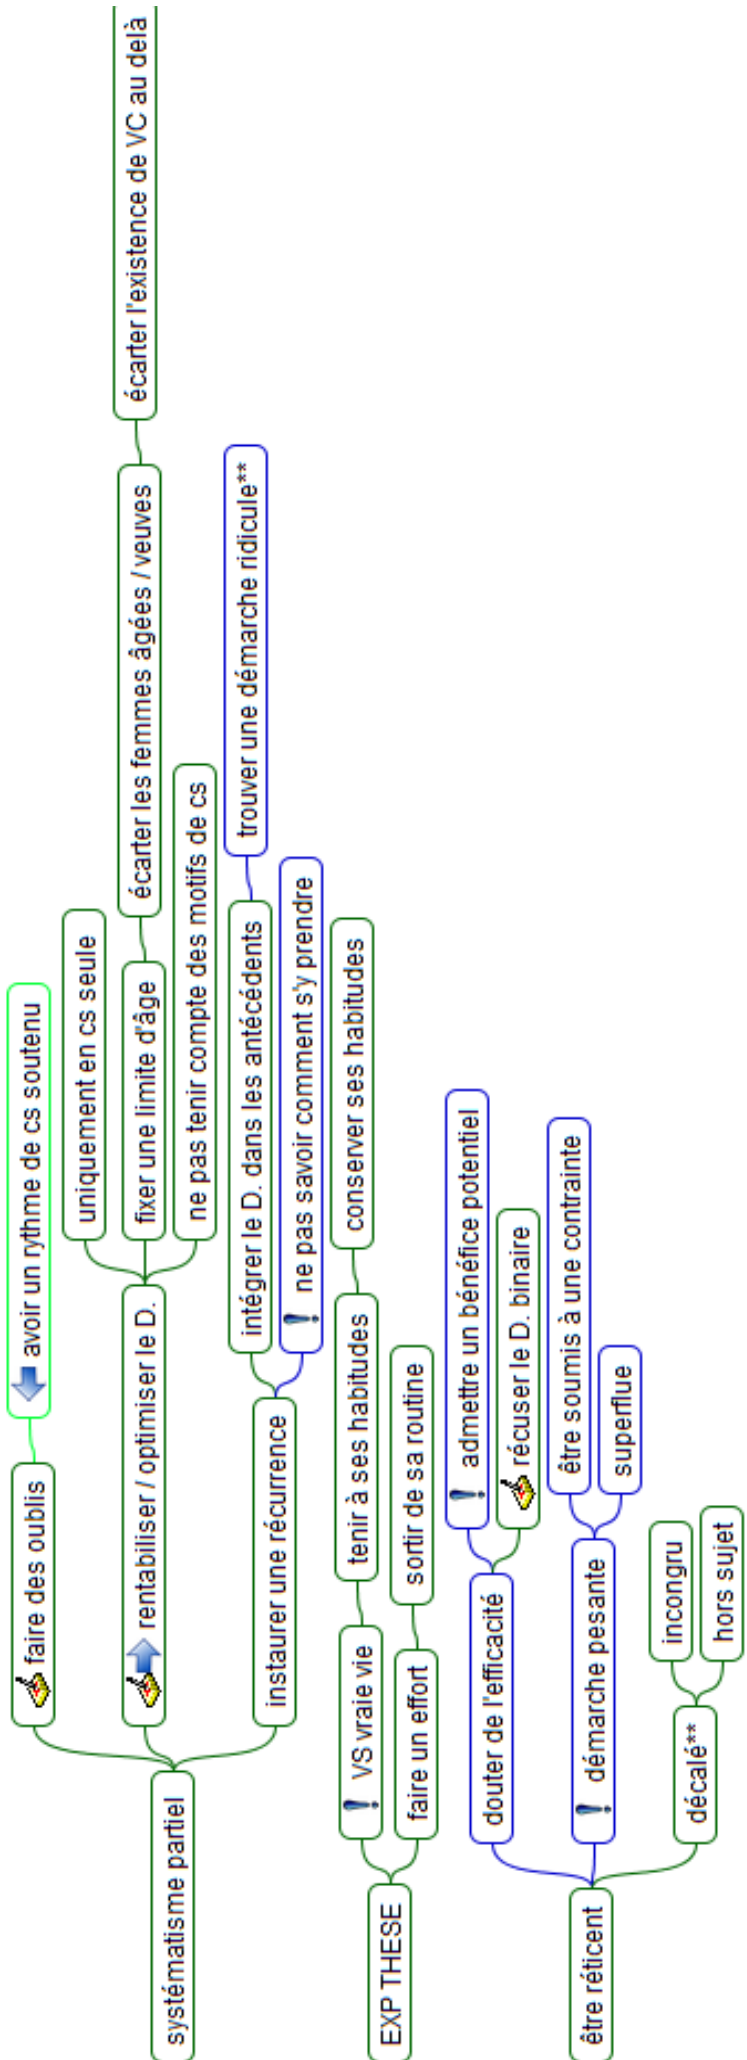 systématisme partiel
faire des oublis
avoir un rythme de cs soutenu
rentabiliser / optimiser le D.
uniquement en cs seule
fixer une limite d'âge
écarter les femmes âgées / veuves
écarter l'existence de VC au delà
ne pas tenir compte des motifs de cs
instaurer une récurrence
intégrer le D. dans les antécédents
trouver une démarche ridicule**
! ne pas savoir comment s'y prendre
EXP THESE
! VS vraie vie
tenir à ses habitudes
conserver ses habitudes
faire un effort
sortir de sa routine
être réticent
douter de l'efficacité
! admettre un bénéfice potentiel
récuser le D. binaire
! démarche pesante
être soumis à une contrainte
superflue
décalé**
incongru
hors sujet